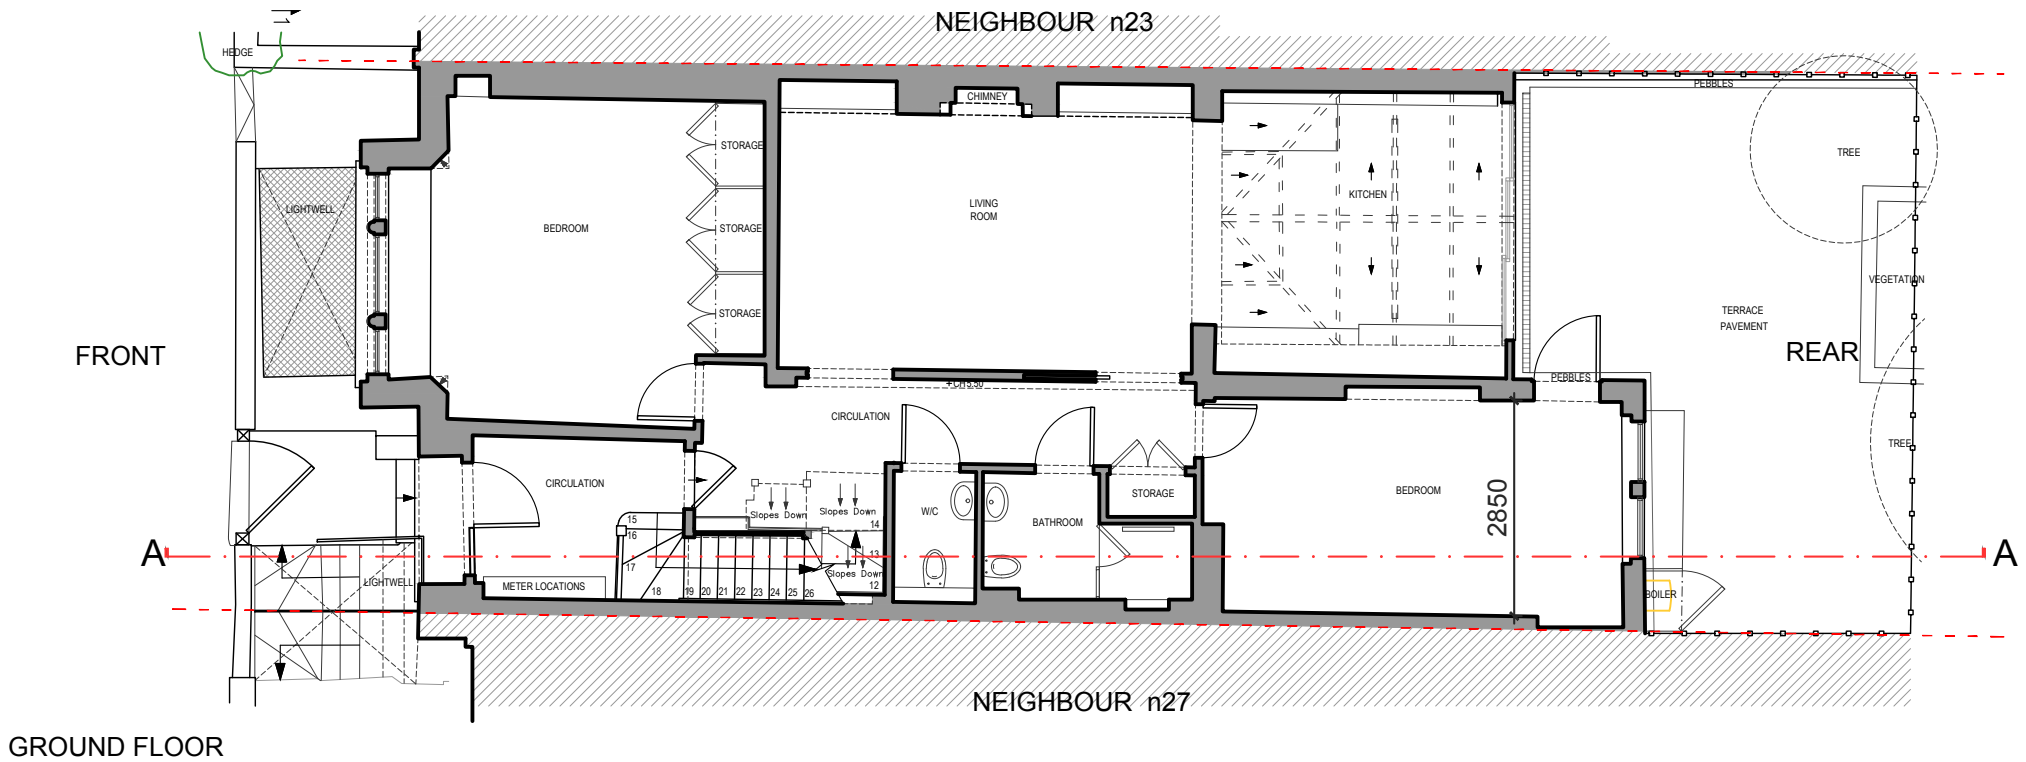 NEIGHBOUR n23
HEDGE
PEBBLES
CHIMNEY
STORAGE
TREE
LIGHTWELL
KITCHEN
LIVING
ROOM
BEDROOM
STORAGE
VEGETATION
STORAGE
TERRACE
PAVEMENT
FRONT
REAR
PEBBLES
+CH5.50
CIRCULATION
TREE
CIRCULATION
BEDROOM
STORAGE
2850
Slopes Down
Slopes Down
W/C
BATHROOM
15
14
16
A
13
A
17
Slopes Down
LIGHTWELL
METER LOCATIONS
12
18
19
20
21
22
23
24
25
26
BOILER
NEIGHBOUR n27
GROUND FLOOR